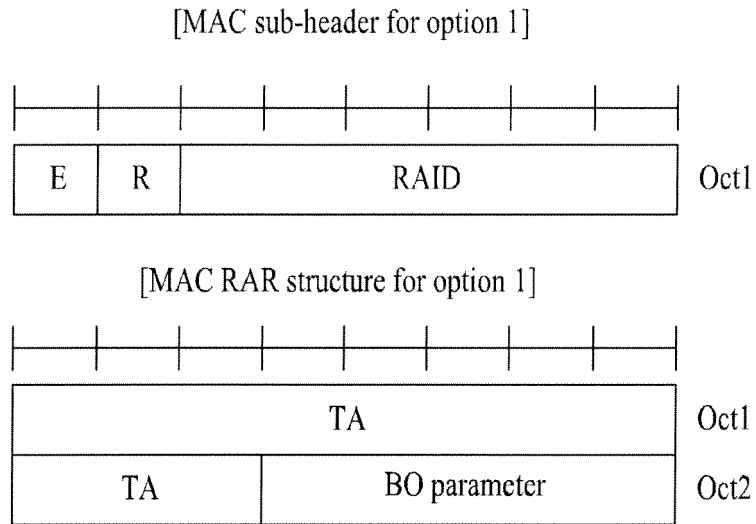 [MAC sub-header for option 1]
E R RAID Oct1
[MAC RAR structure for option 1]
TA Oct1
TA BO parameter Oct2